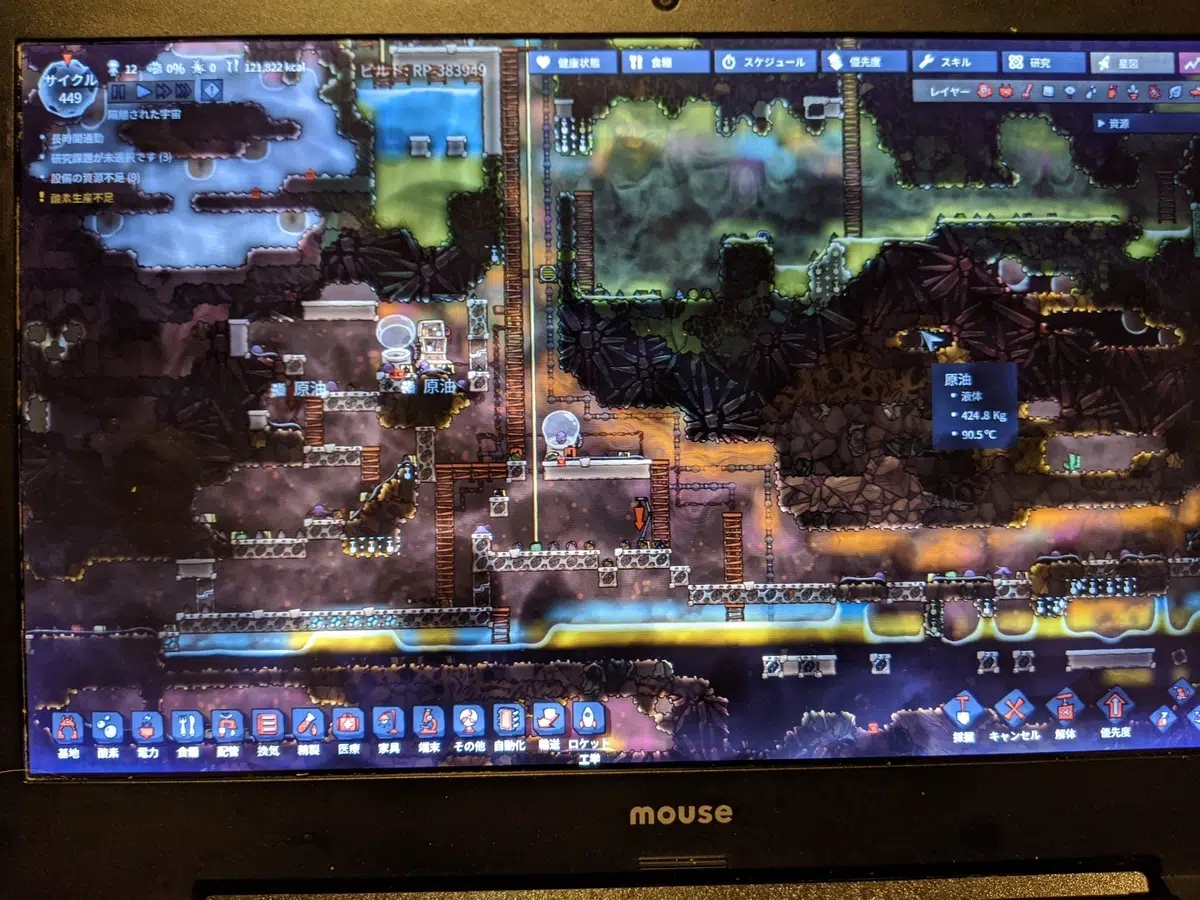 サイクル
449
12 0% 0 121,822 kcal
隔離された宇宙
長時間通勤
研究課題が未選択です (3)
設備の資源不足 (9)
酸素生産不足
ビルド: RP-383949
健康状態
食糧
スケジュール
優先度
スキル
研究
星図
レイヤー
資源
原油
原油
原油
液体
424.8 Kg
90.5℃
基地
酸素
電力
食糧
配管
換気
精製
医療
家具
端末
その他
自動化
輸送
ロケット
工学
採掘
キャンセル
解体
優先度
mouse